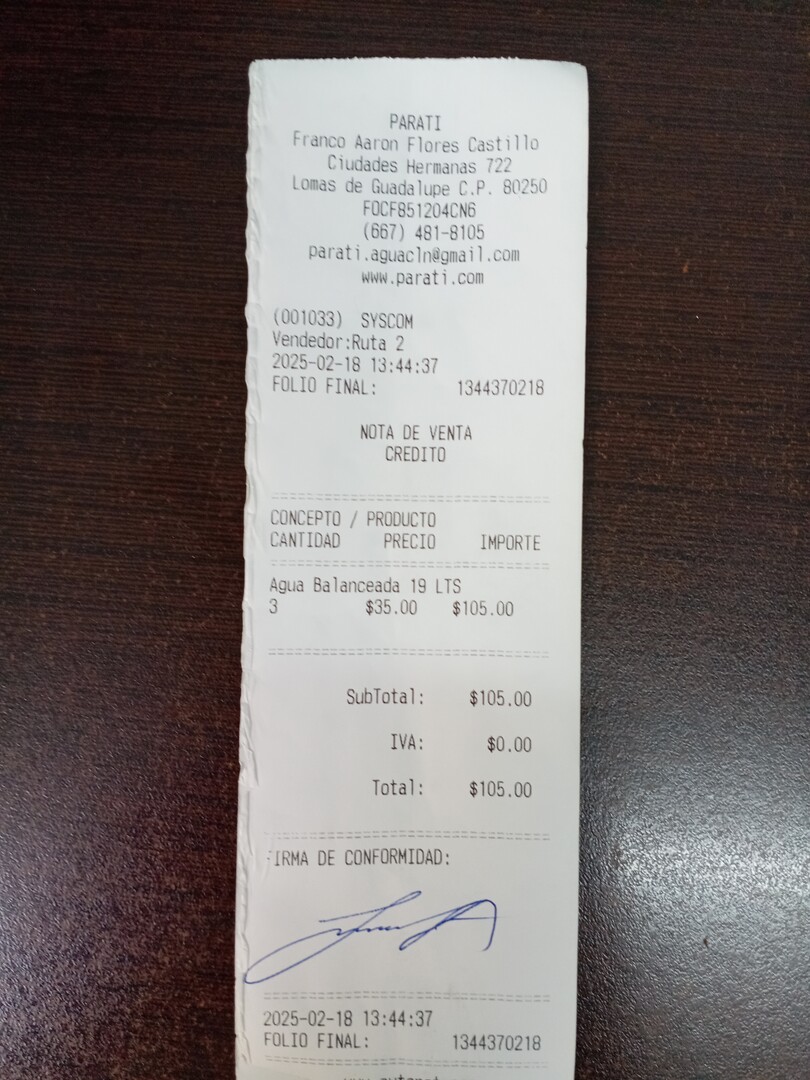 PARATI
Franco Aaron Flores Castillo
Ciudades Hermanas 722
Lomas de Guadalupe C.P. 80250
FOCF851204CN6
(667) 481-8105
parati.aguacln@gmail.com
www.parati.com
(001033) SYSCOM
Vendedor:Ruta 2
2025-02-18 13:44:37
FOLIO FINAL: 1344370218
NOTA DE VENTA
CREDITO
CONCEPTO / PRODUCTO
CANTIDAD PRECIO IMPORTE
Agua Balanceada 19 LTS
3 $35.00 $105.00
SubTotal: $105.00
IVA: $0.00
Total: $105.00
FIRMA DE CONFORMIDAD:
2025-02-18 13:44:37
FOLIO FINAL: 1344370218